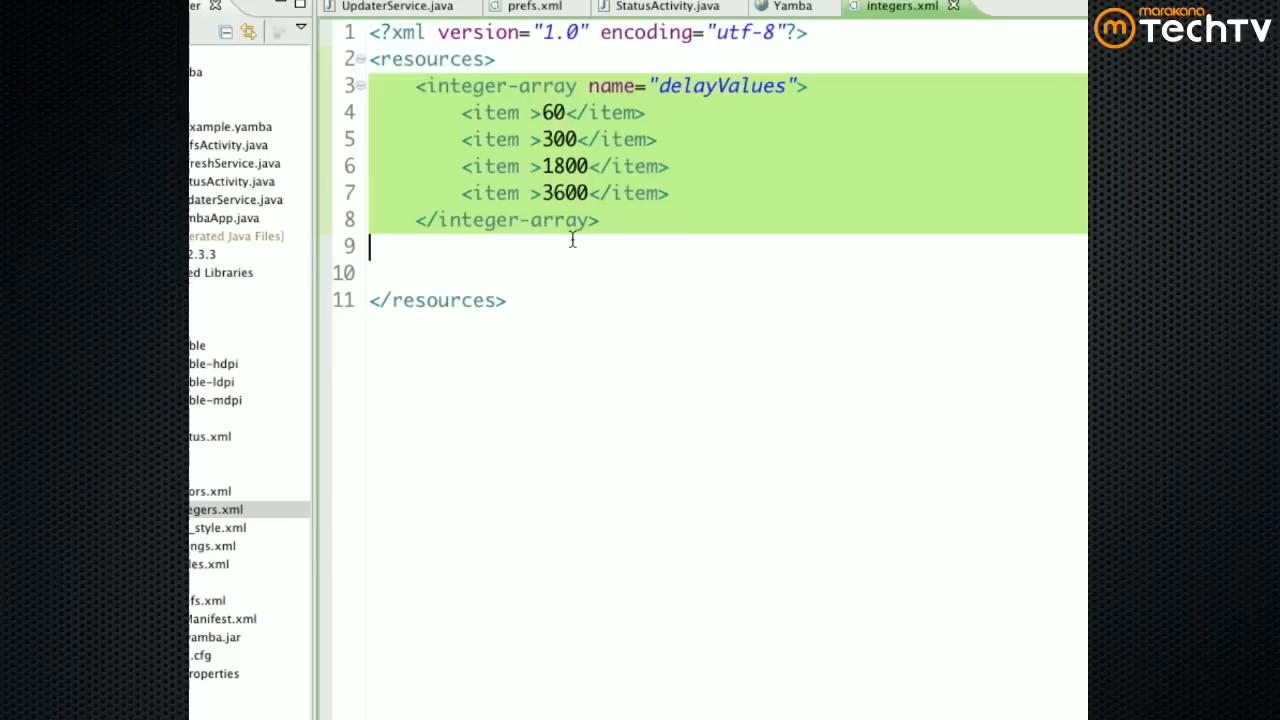 er UpdaterService.java prefs.xml StatusActivity.java Yamba integers.xml
marakana
TechTV
1 <?xml version="1.0" encoding="utf-8"?>
2 <resources>
3 <integer-array name="delayValues">
4 <item >60</item>
5 <item >300</item>
6 <item >1800</item>
7 <item >3600</item>
8 </integer-array>
9
10
11 </resources>
ba
xample.yamba
fsActivity.java
reshService.java
tusActivity.java
daterService.java
mbaApp.java
erated Java Files]
2.3.3
ed Libraries
ble
ble-hdpi
ble-ldpi
ble-mdpi
tus.xml
ors.xml
egers.xml
_style.xml
ngs.xml
les.xml
fs.xml
Manifest.xml
yamba.jar
.cfg
roperties